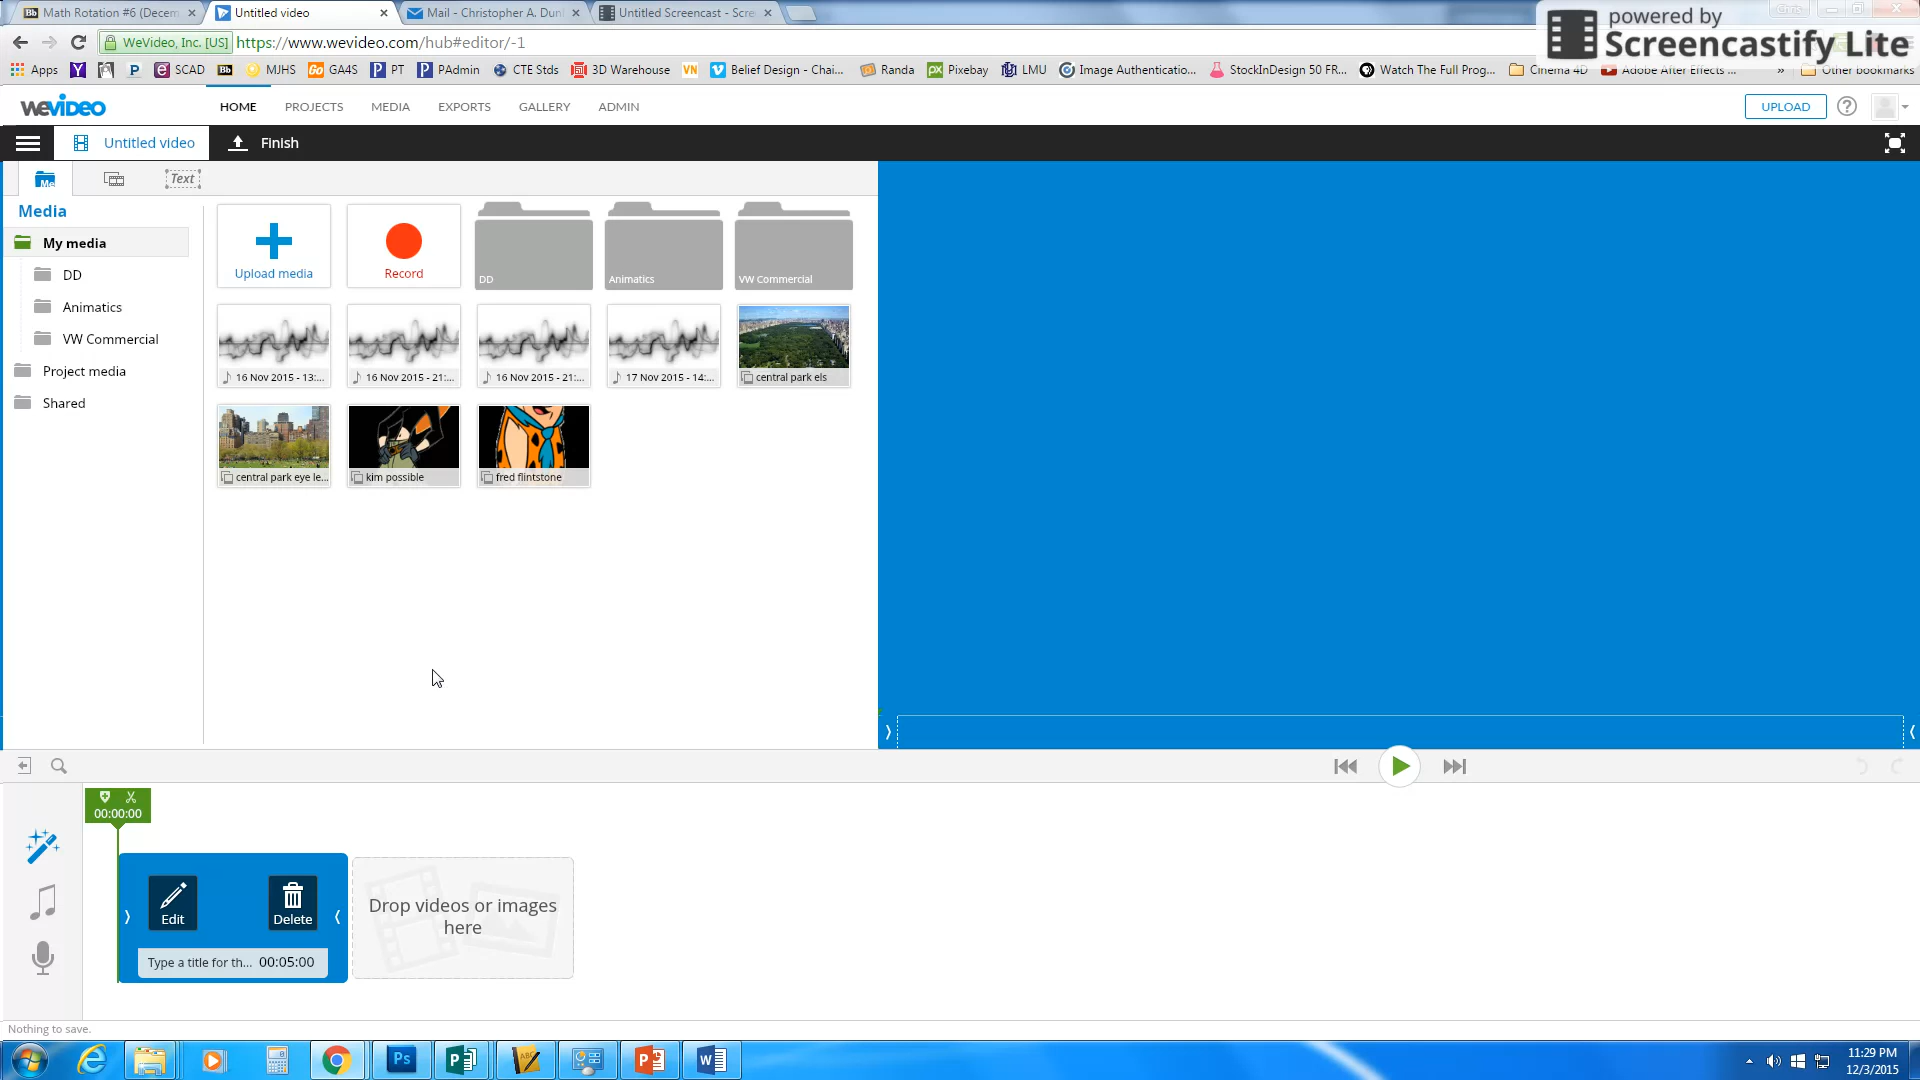 Math Rotation #6 (Decem
Untitled video
Mail - Christopher A. Dunl
Untitled Screencast - Scre
powered by
Screencastify Lite
WeVideo, Inc. [US]
https://www.wevideo.com/hub#editor/-1
Apps
SCAD
Bb
MJHS
GA4S
PT
PAdmin
CTE Stds
3D Warehouse
VN
Belief Design - Chai...
Randa
Pixebay
LMU
Image Authenticatio...
StockInDesign 50 FR...
Watch The Full Prog...
Cinema 4D
Adobe After Effects ...
»
Other bookmarks
wevideo
HOME
PROJECTS
MEDIA
EXPORTS
GALLERY
ADMIN
UPLOAD
Untitled video
Finish
Me
Text
Media
My media
DD
Animatics
VW Commercial
Project media
Shared
Upload media
Record
DD
Animatics
VW Commercial
16 Nov 2015 - 13:...
16 Nov 2015 - 21:...
16 Nov 2015 - 21:...
17 Nov 2015 - 14:...
central park els
central park eye le...
kim possible
fred flintstone
00:00:00
Edit
Delete
Type a title for th...
00:05:00
Drop videos or images
here
Nothing to save.
Ps
11:29 PM
12/3/2015